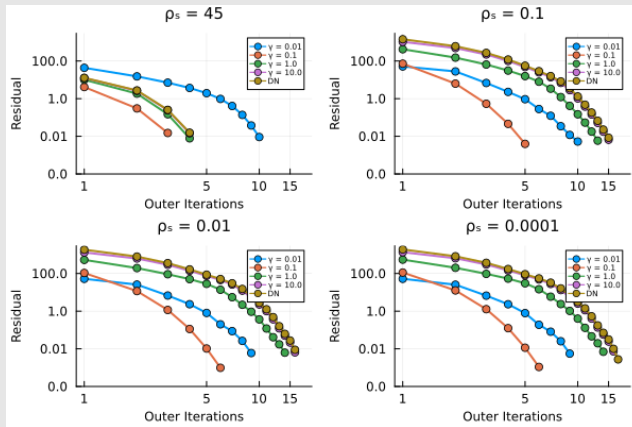 ρₛ = 45
Residual
100.0
1.0
0.01
0.0
1
5
10
15
Outer Iterations
γ = 0.01
γ = 0.1
γ = 1.0
γ = 10.0
DN
ρₛ = 0.1
Residual
100.0
1.0
0.01
0.0
1
5
10
15
Outer Iterations
γ = 0.01
γ = 0.1
γ = 1.0
γ = 10.0
DN
ρₛ = 0.01
Residual
100.0
1.0
0.01
0.0
1
5
10
15
Outer Iterations
γ = 0.01
γ = 0.1
γ = 1.0
γ = 10.0
DN
ρₛ = 0.0001
Residual
100.0
1.0
0.01
0.0
1
5
10
15
Outer Iterations
γ = 0.01
γ = 0.1
γ = 1.0
γ = 10.0
DN